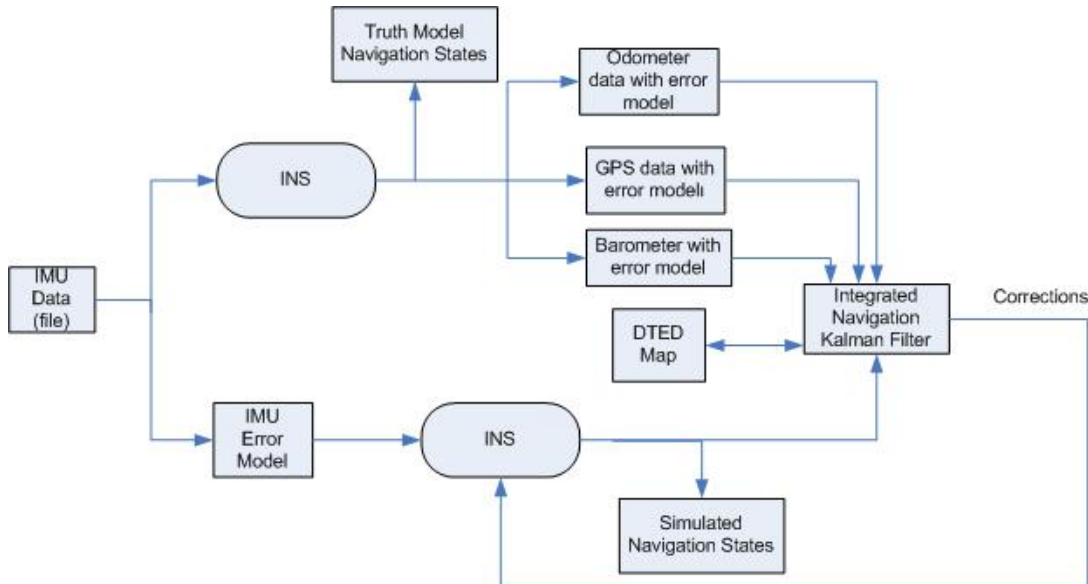 Truth Model
Navigation States
Odometer
data with error
model
INS
GPS data with
error modelı
Barometer with
error model
IMU
Data
(file)
Integrated
Navigation
Kalman Filter
Corrections
DTED
Map
IMU
Error
Model
INS
Simulated
Navigation States